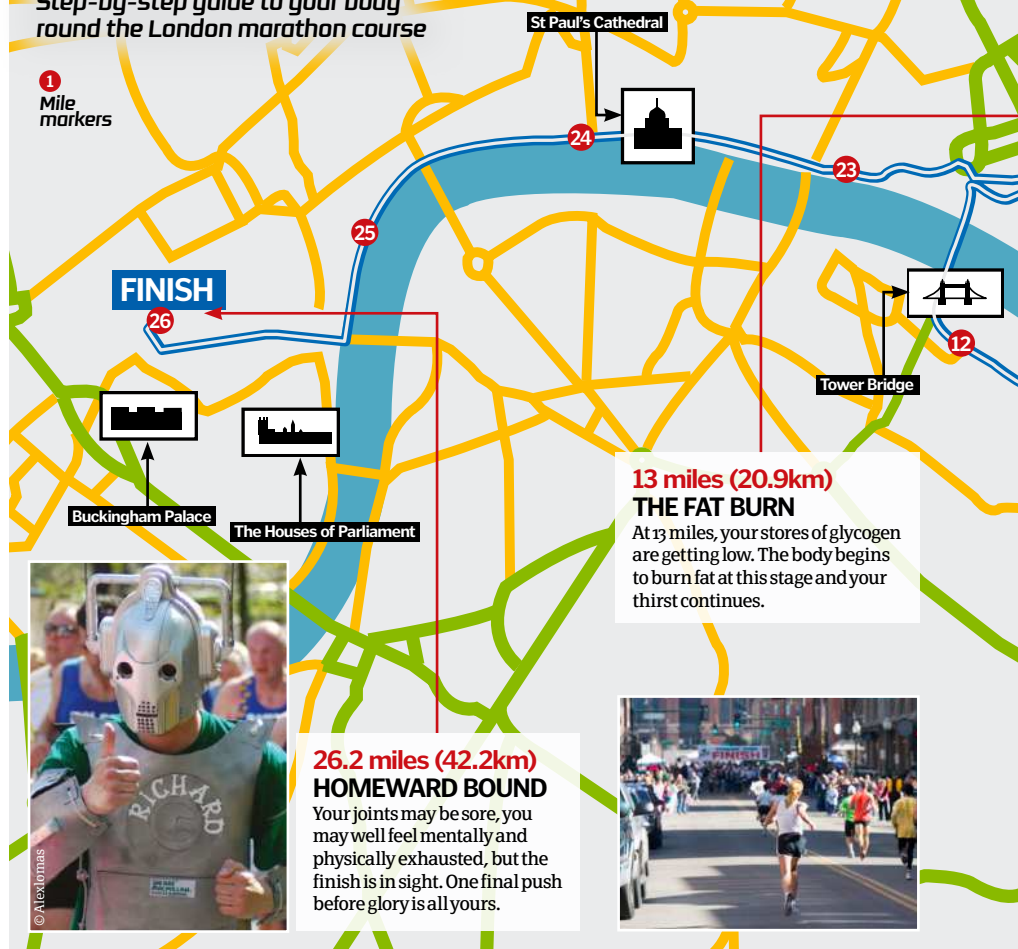 Step-by-step guide to your body
round the London marathon course
1
Mile
markers
St Paul's Cathedral
24
23
25
FINISH
26
12
Tower Bridge
Buckingham Palace
The Houses of Parliament
13 miles (20.9km)
THE FAT BURN
At 13 miles, your stores of glycogen
are getting low. The body begins
to burn fat at this stage and your
thirst continues.
RICHARD
© Alexlomas
26.2 miles (42.2km)
HOMEWARD BOUND
Your joints may be sore, you
may well feel mentally and
physically exhausted, but the
finish is in sight. One final push
before glory is all yours.
FINISH